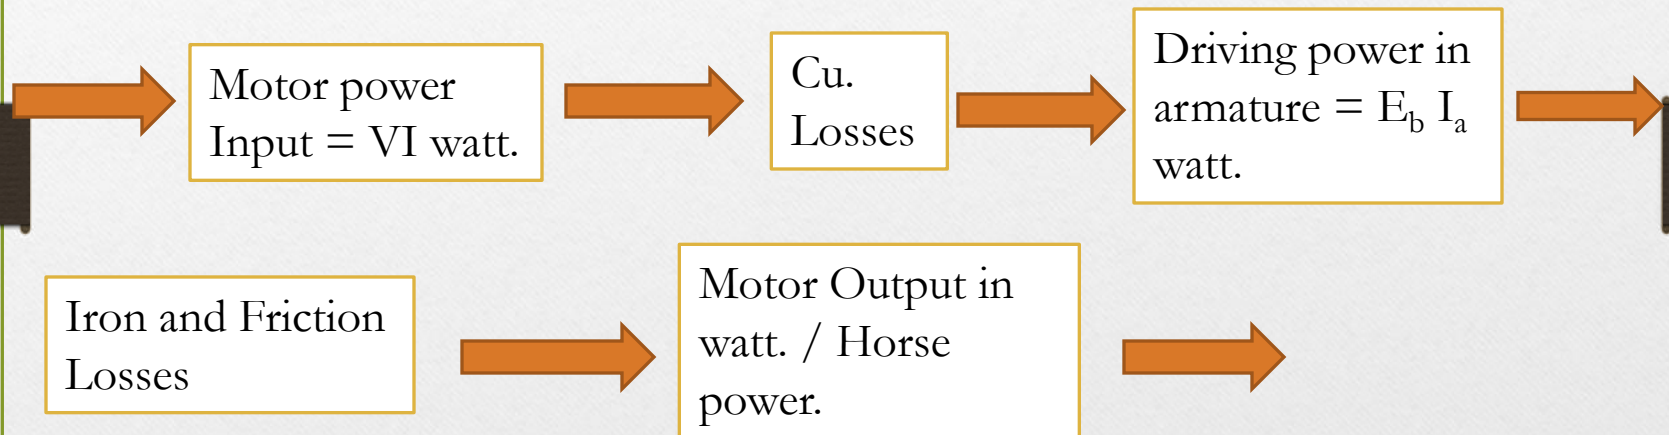 Motor power
Input = VI watt.
Cu.
Losses
Driving power in
armature = E_b I_a
watt.
Iron and Friction
Losses
Motor Output in
watt. / Horse
power.